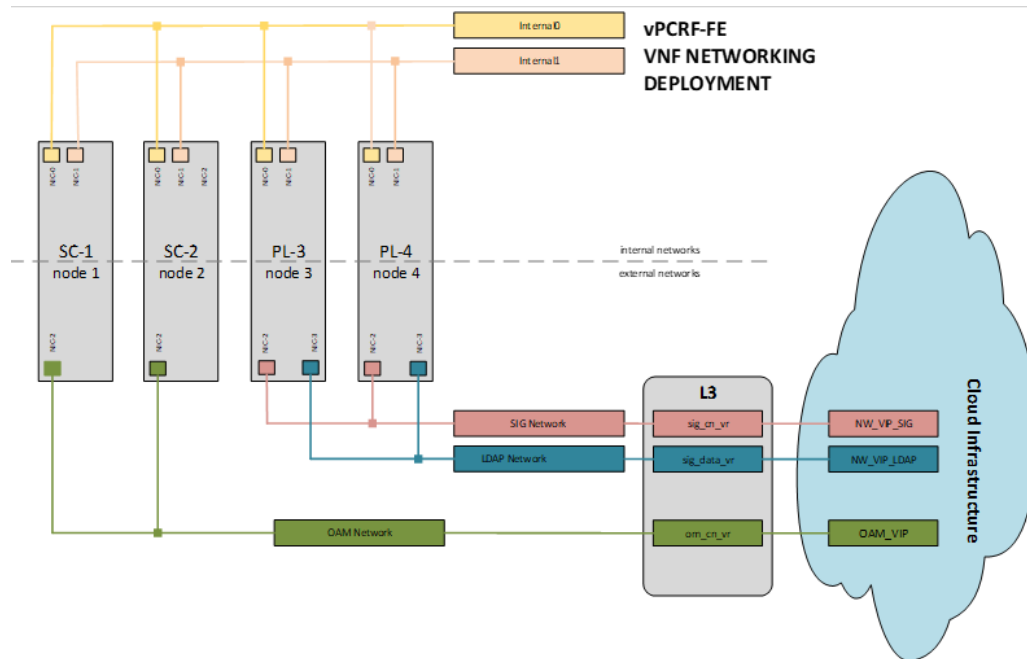 Internal0
Internal1
vPCRF-FE
VNF NETWORKING
DEPLOYMENT
NIC-0
NIC-1
NIC-0
NIC-1
NIC-2
NIC-0
NIC-1
NIC-0
NIC-1
SC-1
node 1
SC-2
node 2
PL-3
node 3
PL-4
node 4
internal networks
external networks
NIC-2
NIC-2
NIC-2
NIC-3
NIC-2
NIC-3
L3
SIG Network
sig_cn_vr
NW_VIP_SIG
LDAP Network
sig_data_vr
NW_VIP_LDAP
OAM Network
om_cn_vr
OAM_VIP
Cloud Infrastructure